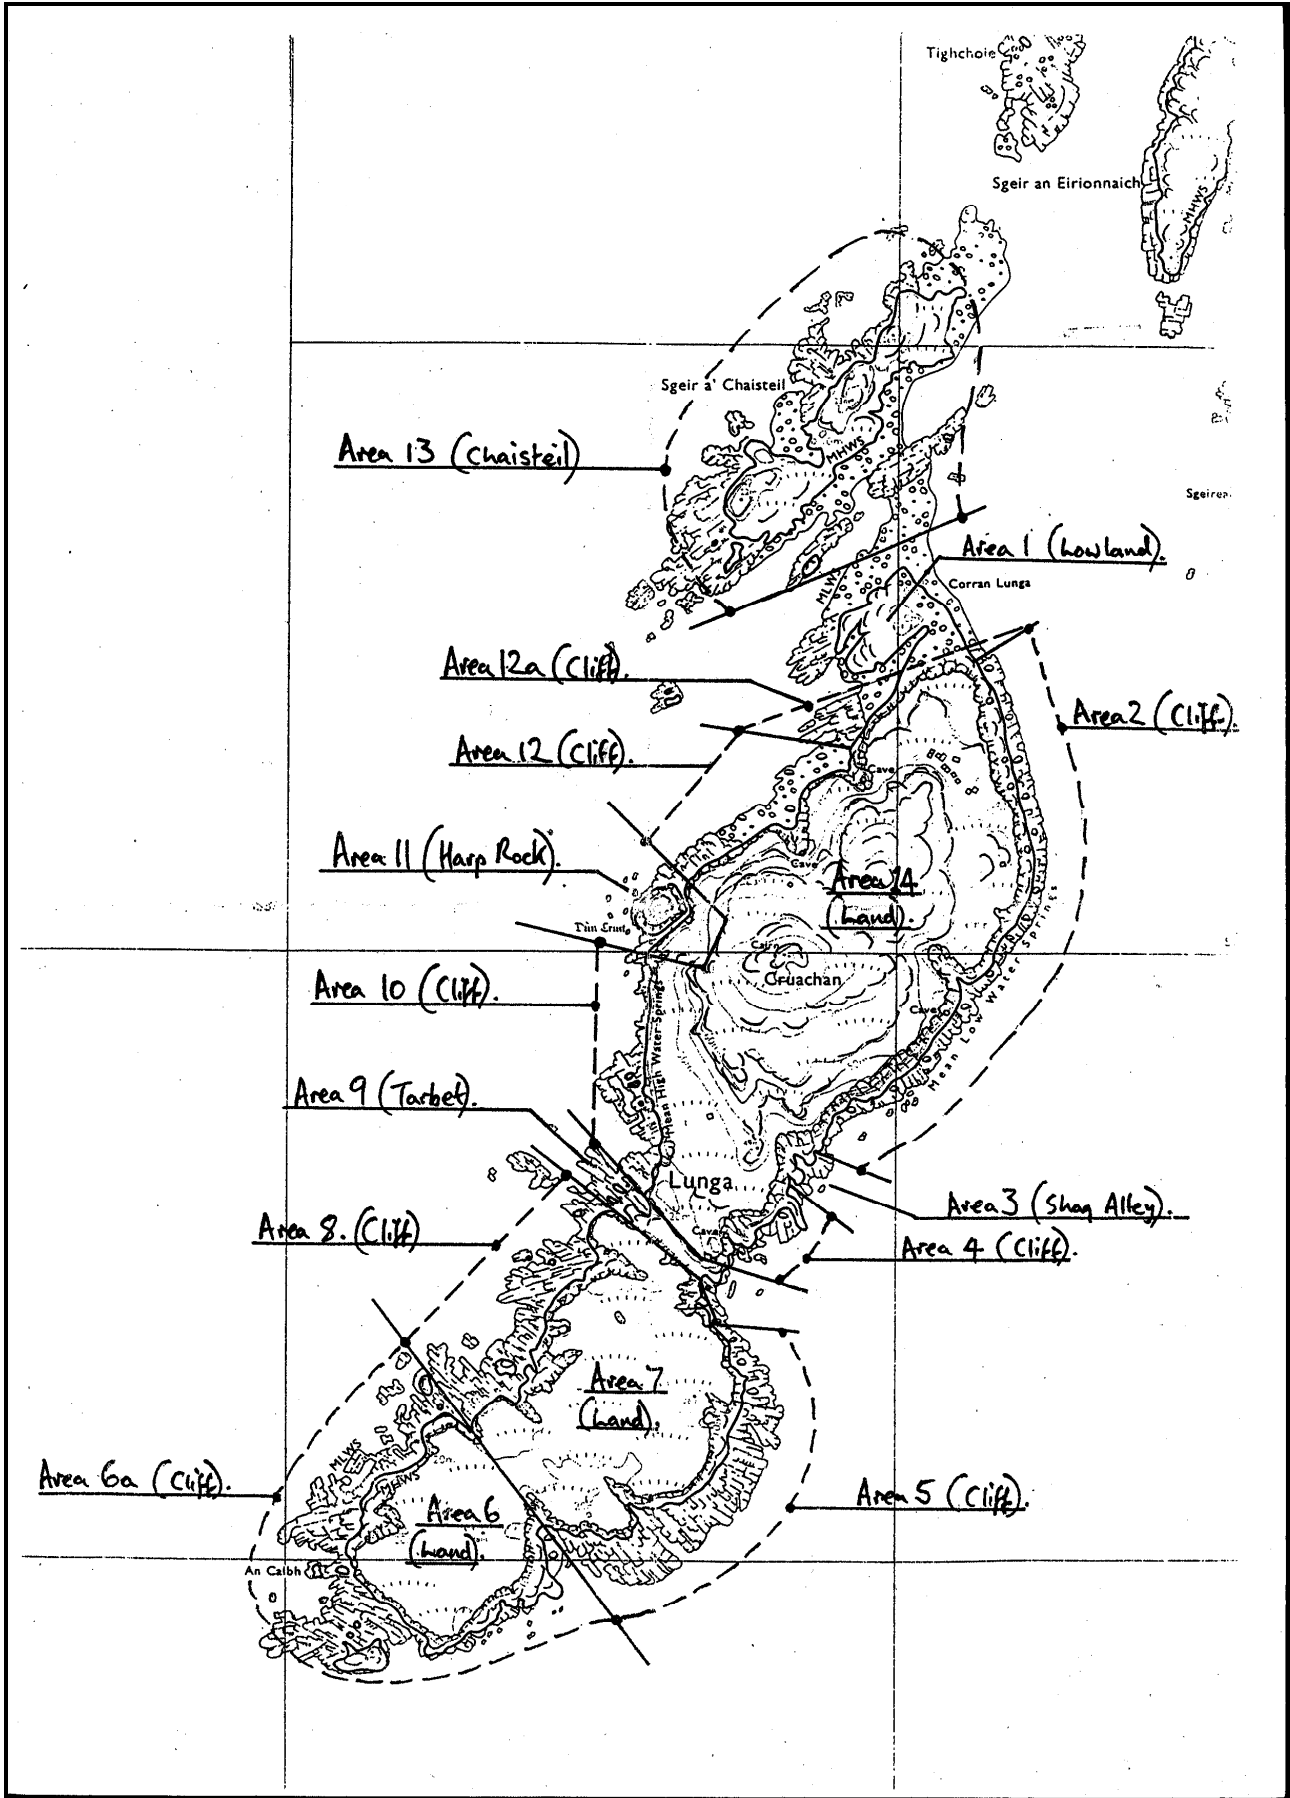 Tighchoie
Sgeir an Eirionnaich
MHWS
Sgeir a' Chaisteil
Area 13 (Chaisteil)
MHWS
Area 1 (Lowland).
MLWS
Corran Lunga
Area 12a (Cliff).
Area 2 (Cliff).
Area 12 (Cliff).
Cave
Area 11 (Harp Rock).
Cave
Area 14
(Land).
Cairn
Cruachan
Area 10 (Cliff).
Cave
Mean High Water Springs
Mean Low Water Springs
Area 9 (Tarbet).
Lunga
Area 3 (Shag Alley).
Area 8. (Cliff)
Cave
Area 4 (Cliff).
Area 7
(Land).
MLWS
MHWS
20m
Area 6a (Cliff).
Area 5 (Cliff).
Area 6
(Land).
An Calbh